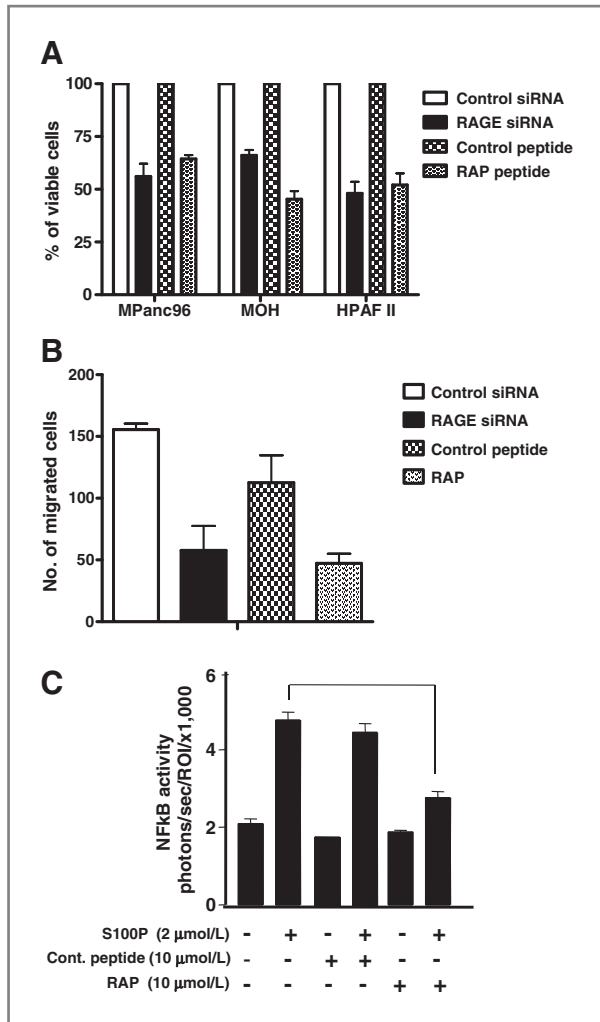 A
100
75
50
25
0
% of viable cells
MPanc96 MOH HPAF II
Control siRNA
RAGE siRNA
Control peptide
RAP peptide
B
200
150
100
50
0
No. of migrated cells
Control siRNA
RAGE siRNA
Control peptide
RAP
C
6
4
2
0
NFkB activity
photons/sec/ROI/x1,000
S100P (2 µmol/L) - + - + - +
Cont. peptide (10 µmol/L) - - + + - -
RAP (10 µmol/L) - - - - + +